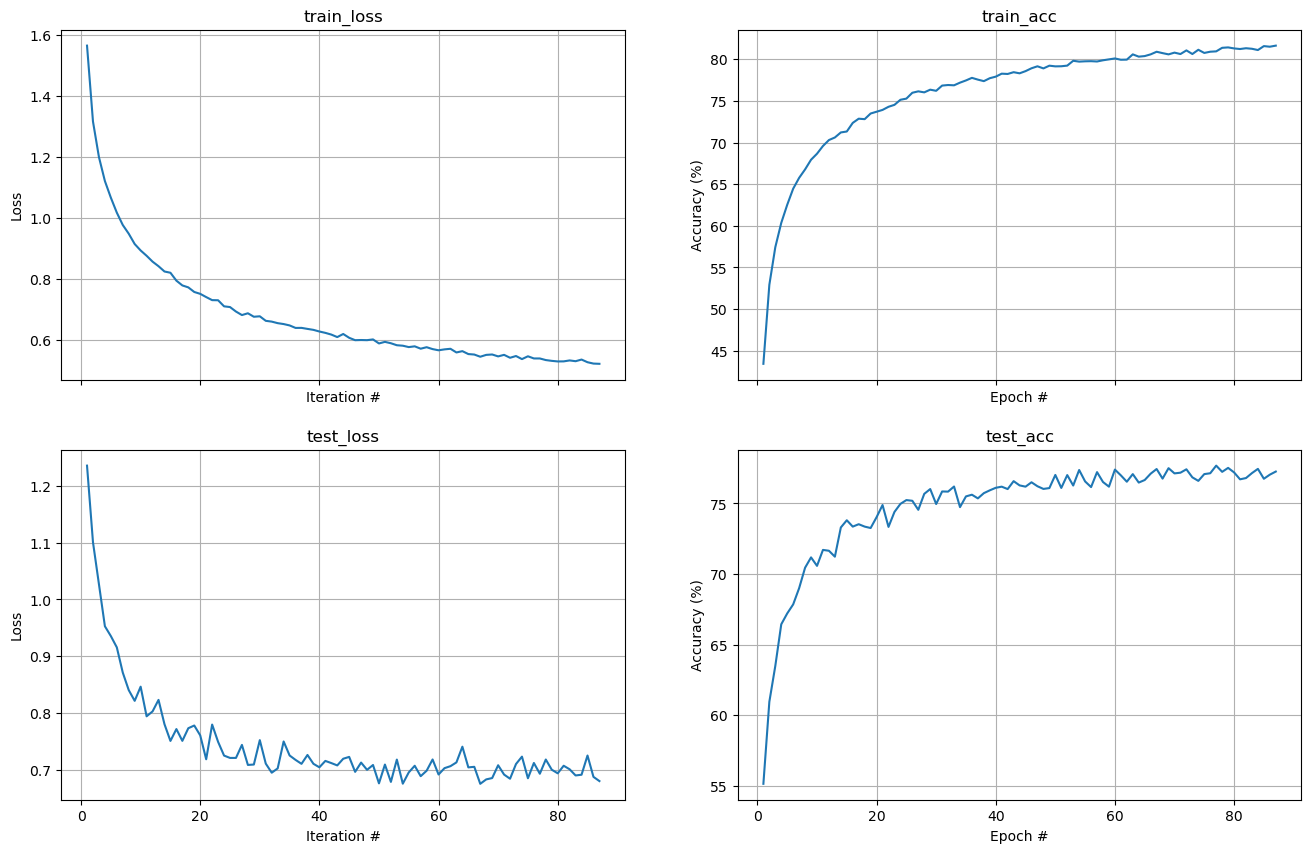 train_loss
1.6
1.4
1.2
1.0
0.8
0.6
Loss
Iteration #
train_acc
80
75
70
65
60
55
50
45
Accuracy (%)
Epoch #
test_loss
1.2
1.1
1.0
0.9
0.8
0.7
Loss
0 20 40 60 80
Iteration #
test_acc
75
70
65
60
55
Accuracy (%)
0 20 40 60 80
Epoch #